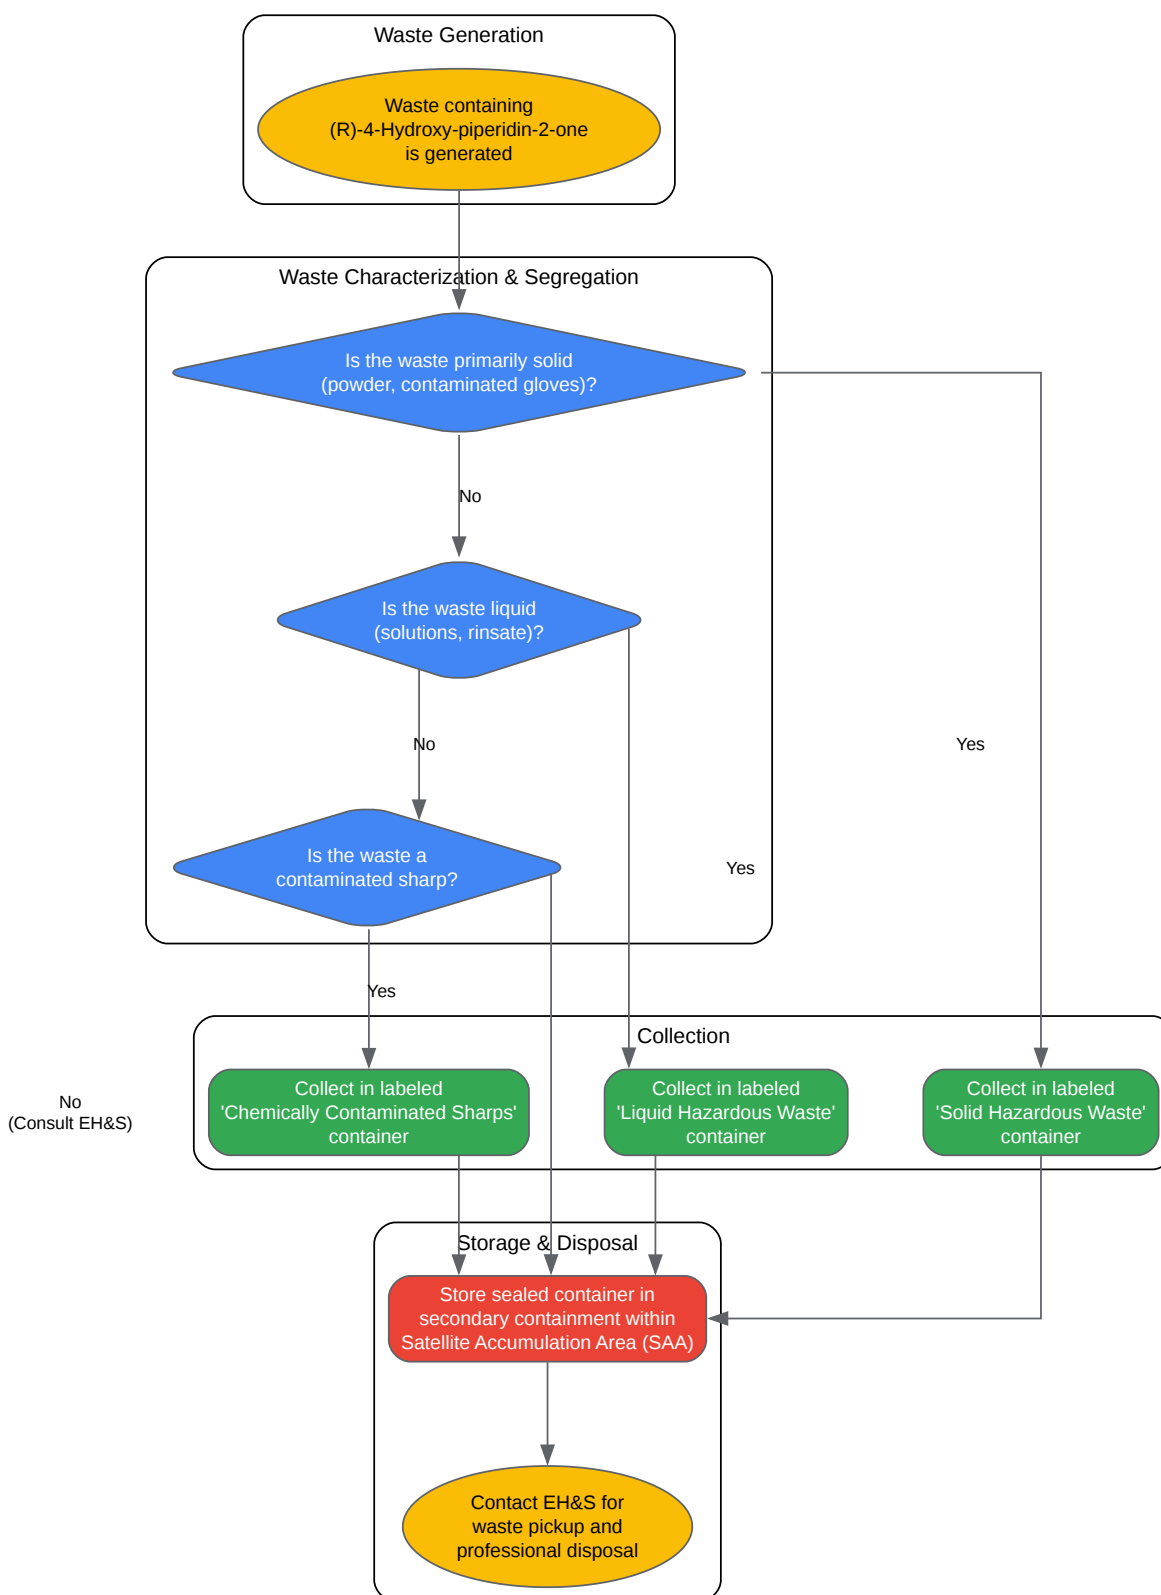 Waste Generation
Waste containing
(R)-4-Hydroxy-piperidin-2-one
is generated
Waste Characterization & Segregation
Is the waste primarily solid
(powder, contaminated gloves)?
No
Is the waste liquid
(solutions, rinsate)?
No
Yes
Is the waste a
contaminated sharp?
Yes
Yes
Collection
Collect in labeled
'Chemically Contaminated Sharps'
container
Collect in labeled
'Liquid Hazardous Waste'
container
Collect in labeled
'Solid Hazardous Waste'
container
No
(Consult EH&S)
Storage & Disposal
Store sealed container in
secondary containment within
Satellite Accumulation Area (SAA)
Contact EH&S for
waste pickup and
professional disposal